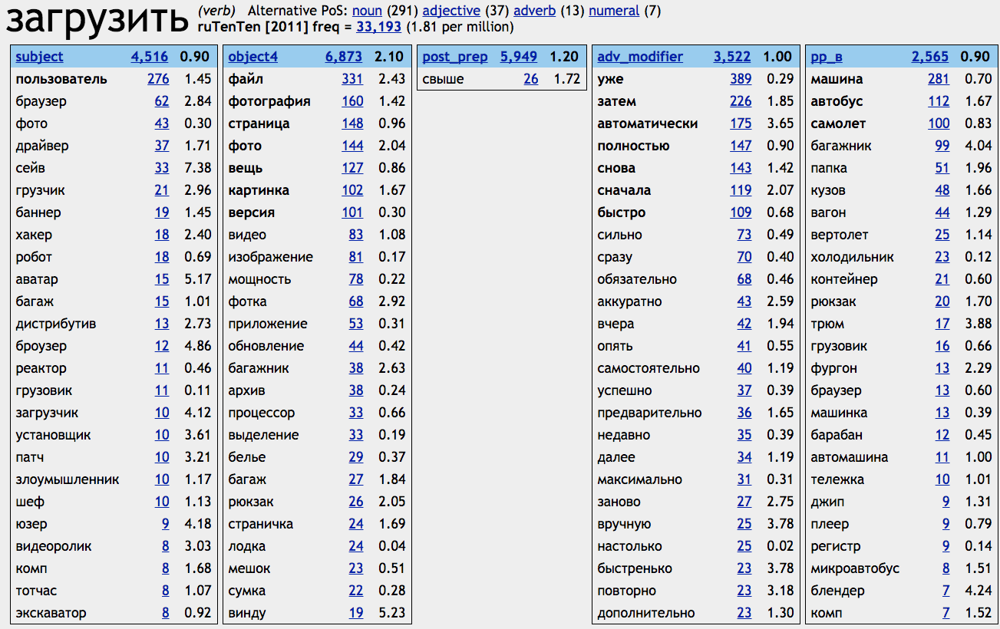 загрузить (verb) Alternative PoS: noun (291) adjective (37) adverb (13) numeral (7)
ruTenTen [2011] freq = 33,193 (1.81 per million)
subject 4,516 0.90
пользователь 276 1.45
браузер 62 2.84
фото 43 0.30
драйвер 37 1.71
сейв 33 7.38
грузчик 21 2.96
баннер 19 1.45
хакер 18 2.40
робот 18 0.69
аватар 15 5.17
багаж 15 1.01
дистрибутив 13 2.73
броузер 12 4.86
реактор 11 0.46
грузовик 11 0.11
загрузчик 10 4.12
установщик 10 3.61
патч 10 3.21
злоумышленник 10 1.17
шеф 10 1.13
юзер 9 4.18
видеоролик 8 3.03
комп 8 1.68
тотчас 8 1.07
экскаватор 8 0.92
object4 6,873 2.10
файл 331 2.43
фотография 160 1.42
страница 148 0.96
фото 144 2.04
вещь 127 0.86
картинка 102 1.67
версия 101 0.30
видео 83 1.08
изображение 81 0.17
мощность 78 0.22
фотка 68 2.92
приложение 53 0.31
обновление 44 0.42
багажник 38 2.63
архив 38 0.24
процессор 33 0.66
выделение 33 0.19
белье 29 0.37
багаж 27 1.84
рюкзак 26 2.05
страничка 24 1.69
лодка 24 0.04
мешок 23 0.51
сумка 22 0.28
винду 19 5.23
post_prep 5,949 1.20
свыше 26 1.72
adv_modifier 3,522 1.00
уже 389 0.29
затем 226 1.85
автоматически 175 3.65
полностью 147 0.90
снова 143 1.42
сначала 119 2.07
быстро 109 0.68
сильно 73 0.49
сразу 70 0.40
обязательно 68 0.46
аккуратно 43 2.59
вчера 42 1.94
опять 41 0.55
самостоятельно 40 1.19
успешно 37 0.39
предварительно 36 1.65
недавно 35 0.39
далее 34 1.19
максимально 31 0.31
заново 27 2.75
вручную 25 3.78
настолько 25 0.02
быстренько 23 3.78
повторно 23 3.18
дополнительно 23 1.30
pp_в 2,565 0.90
машина 281 0.70
автобус 112 1.67
самолет 100 0.83
багажник 99 4.04
папка 51 1.96
кузов 48 1.66
вагон 44 1.29
вертолет 25 1.14
холодильник 23 0.12
контейнер 21 0.60
рюкзак 20 1.70
трюм 17 3.88
грузовик 16 0.66
фургон 13 2.29
браузер 13 0.60
машинка 13 0.39
барабан 12 0.45
автомашина 11 1.00
тележка 10 1.01
джип 9 1.31
плеер 9 0.79
регистр 9 0.14
микроавтобус 8 1.51
блендер 7 4.24
комп 7 1.52